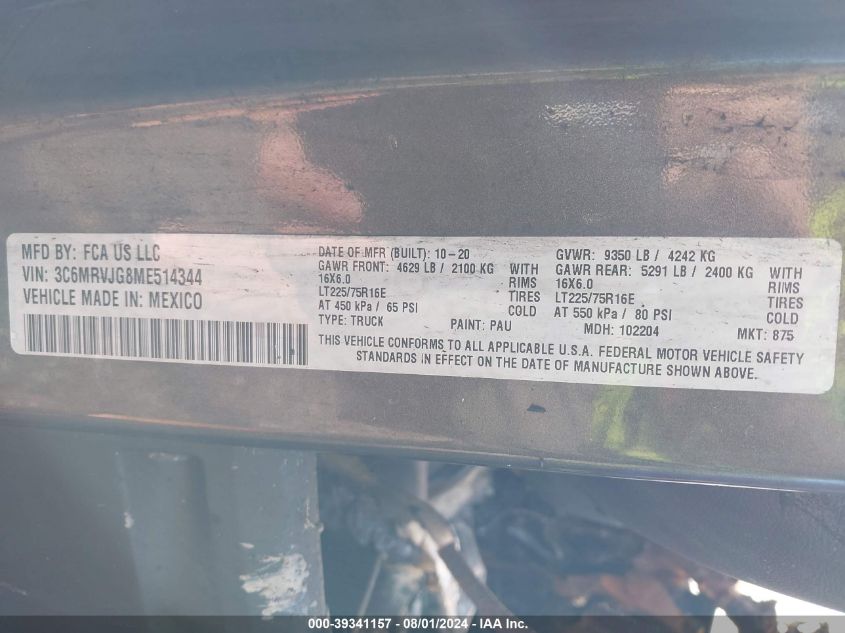 MFD BY: FCA US LLC
VIN: 3C6MRVJG8ME514344
VEHICLE MADE IN: MEXICO
DATE OF MFR (BUILT): 10-20
GAWR FRONT: 4629 LB / 2100 KG WITH
16X6.0 RIMS
LT225/75R16E TIRES
AT 450 kPa / 65 PSI COLD
TYPE: TRUCK PAINT: PAU
GVWR: 9350 LB / 4242 KG
GAWR REAR: 5291 LB / 2400 KG WITH
16X6.0 RIMS
LT225/75R16E TIRES
AT 550 kPa / 80 PSI COLD
MDH: 102204 MKT: 875
THIS VEHICLE CONFORMS TO ALL APPLICABLE U.S.A. FEDERAL MOTOR VEHICLE SAFETY
STANDARDS IN EFFECT ON THE DATE OF MANUFACTURE SHOWN ABOVE.
000-39341157 - 08/01/2024 - IAA Inc.